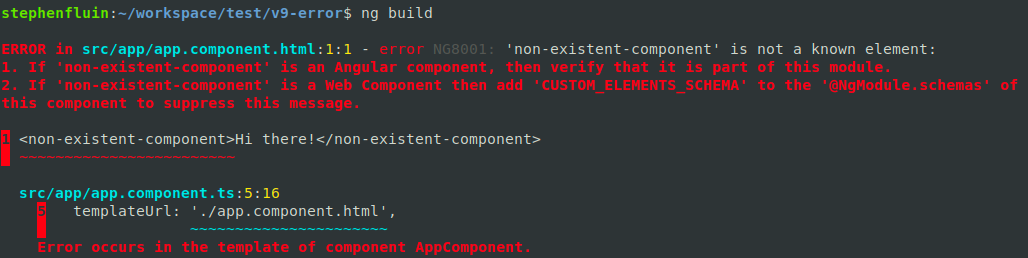 stephenfluin:~/workspace/test/v9-error$ ng build
ERROR in src/app/app.component.html:1:1 - error NG8001: 'non-existent-component' is not a known element:
1. If 'non-existent-component' is an Angular component, then verify that it is part of this module.
2. If 'non-existent-component' is a Web Component then add 'CUSTOM_ELEMENTS_SCHEMA' to the '@NgModule.schemas' of
this component to suppress this message.
1 <non-existent-component>Hi there!</non-existent-component>
~~~~~~~~~~~~~~~~~~~~~~~~
src/app/app.component.ts:5:16
5 templateUrl: './app.component.html',
~~~~~~~~~~~~~~~~~~~~~~
Error occurs in the template of component AppComponent.